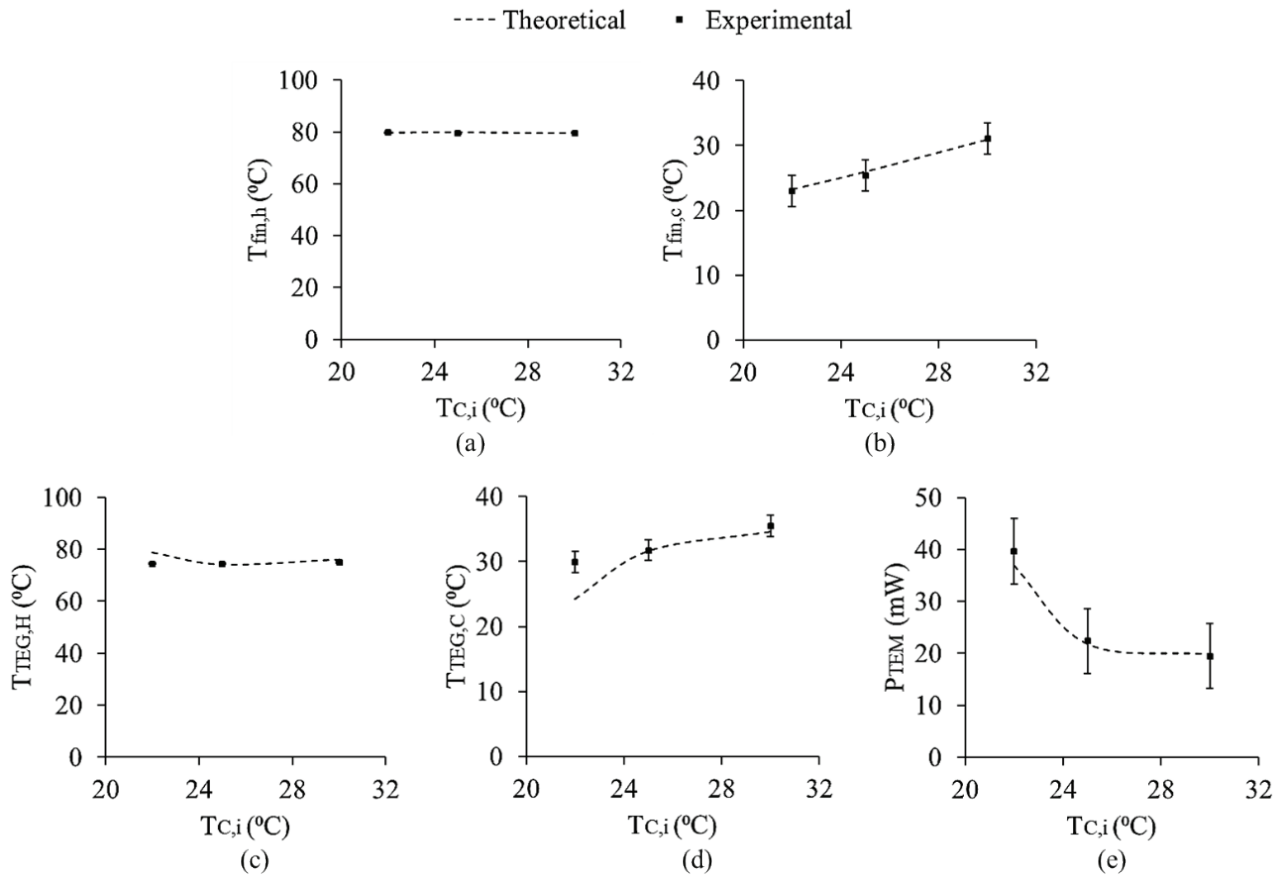 Theoretical Experimental
100
80
60
40
20
0
Tfin,h (ºC)
20 24 28 32
TC,i (ºC)
(a)
40
30
20
10
0
Tfin,c (ºC)
20 24 28 32
TC,i (ºC)
(b)
100
80
60
40
20
0
TTEG,H (ºC)
20 24 28 32
TC,i (ºC)
(c)
40
30
20
10
0
TTEG,C (ºC)
20 24 28 32
TC,i (ºC)
(d)
50
40
30
20
10
0
PTEM (mW)
20 24 28 32
TC,i (ºC)
(e)